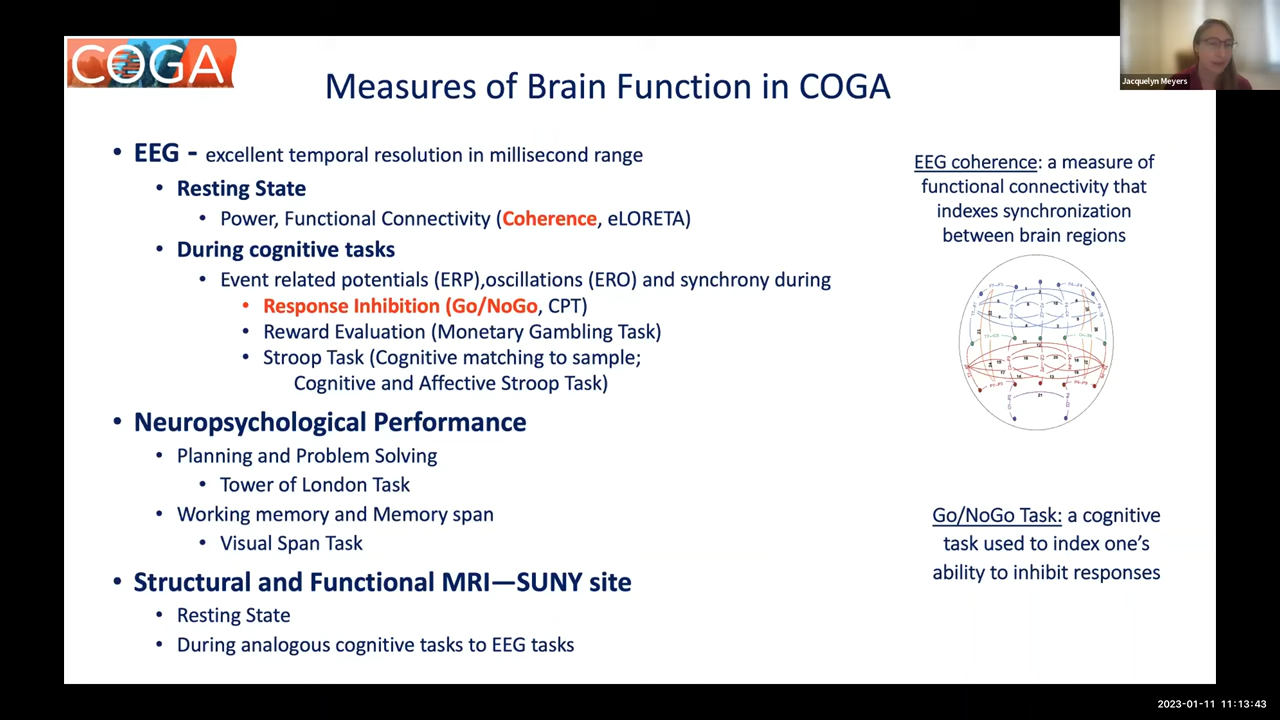 COGA
Jacquelyn Meyers
Measures of Brain Function in COGA
• EEG - excellent temporal resolution in millisecond range
• Resting State
• Power, Functional Connectivity (Coherence, eLORETA)
• During cognitive tasks
• Event related potentials (ERP),oscillations (ERO) and synchrony during
• Response Inhibition (Go/NoGo, CPT)
• Reward Evaluation (Monetary Gambling Task)
• Stroop Task (Cognitive matching to sample;
Cognitive and Affective Stroop Task)
• Neuropsychological Performance
• Planning and Problem Solving
• Tower of London Task
• Working memory and Memory span
• Visual Span Task
• Structural and Functional MRI—SUNY site
• Resting State
• During analogous cognitive tasks to EEG tasks
EEG coherence: a measure of
functional connectivity that
indexes synchronization
between brain regions
Go/NoGo Task: a cognitive
task used to index one's
ability to inhibit responses
2023-01-11 11:13:43